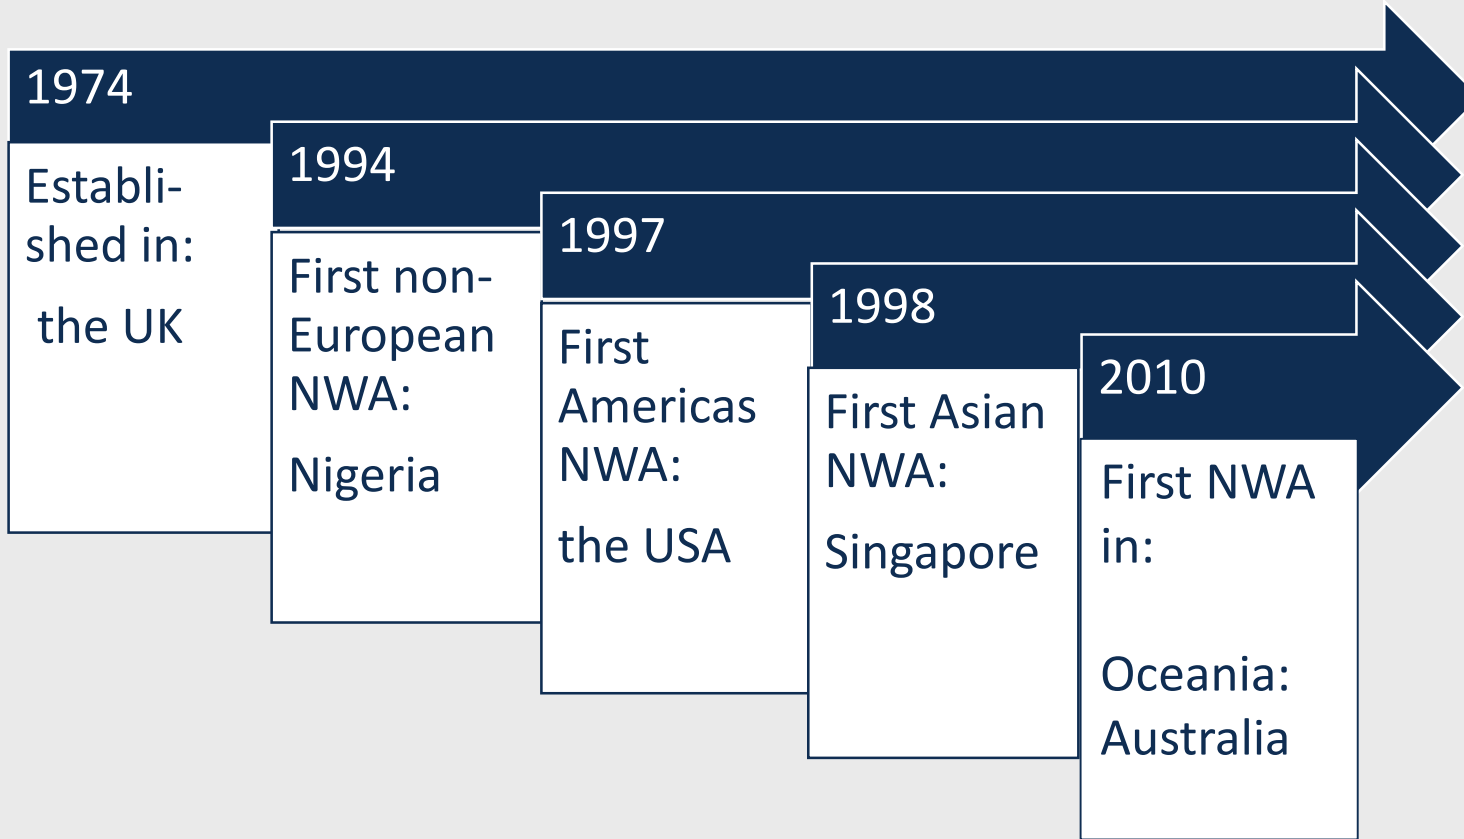 1974
Establi-
shed in:
the UK
1994
First non-
European
NWA:
Nigeria
1997
First
Americas
NWA:
the USA
1998
First Asian
NWA:
Singapore
2010
First NWA
in:
Oceania:
Australia